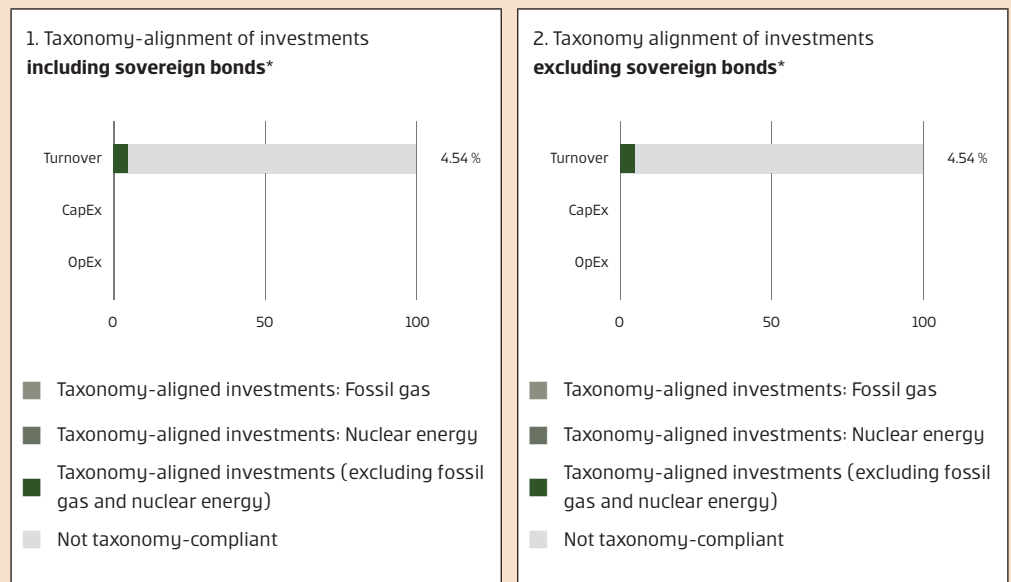 1. Taxonomy-alignment of investments
including sovereign bonds*
Turnover
4.54 %
CapEx
OpEx
0
50
100
Taxonomy-aligned investments: Fossil gas
Taxonomy-aligned investments: Nuclear energy
Taxonomy-aligned investments (excluding fossil
gas and nuclear energy)
Not taxonomy-compliant
2. Taxonomy alignment of investments
excluding sovereign bonds*
Turnover
4.54 %
CapEx
OpEx
0
50
100
Taxonomy-aligned investments: Fossil gas
Taxonomy-aligned investments: Nuclear energy
Taxonomy-aligned investments (excluding fossil
gas and nuclear energy)
Not taxonomy-compliant